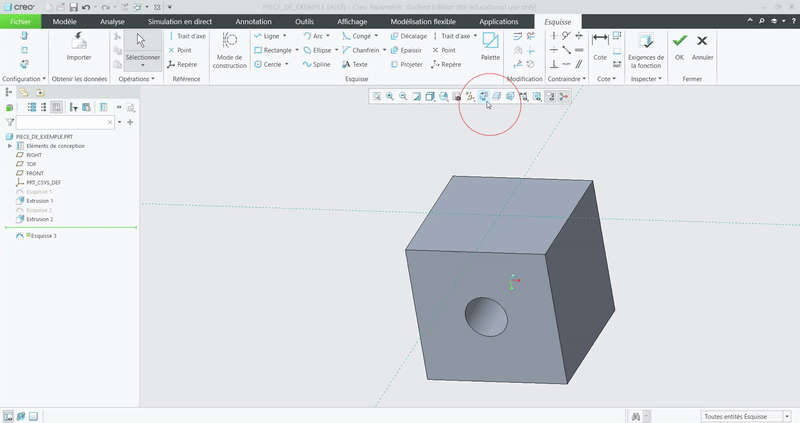 creo
PIECE_DE_EXEMPLE (Actif) - Creo Parametric Student Edition (for educational use only)
Fichier Modèle Analyse Simulation en direct Annotation Outils Affichage Modélisation flexible Applications Esquisse
Importer
Sélectionner
Trait d'axe
Point
Repère
Mode de
construction
Ligne Arc Congé Décalage Trait d'axe
Rectangle Ellipse Chanfrein Epaissir Point
Cercle Spline Texte Projeter Repère
Palette
Cote
Exigences de
la fonction
OK
Annuler
Configuration Obtenir les données Opérations Référence Esquisse Modification Contraindre Cote Inspecter Fermer
PIECE_DE_EXEMPLE.PRT
Eléments de conception
RIGHT
TOP
FRONT
PRT_CSYS_DEF
Esquisse 1
Extrusion 1
Esquisse 2
Extrusion 2
Esquisse 3
Toutes entités Esquisse